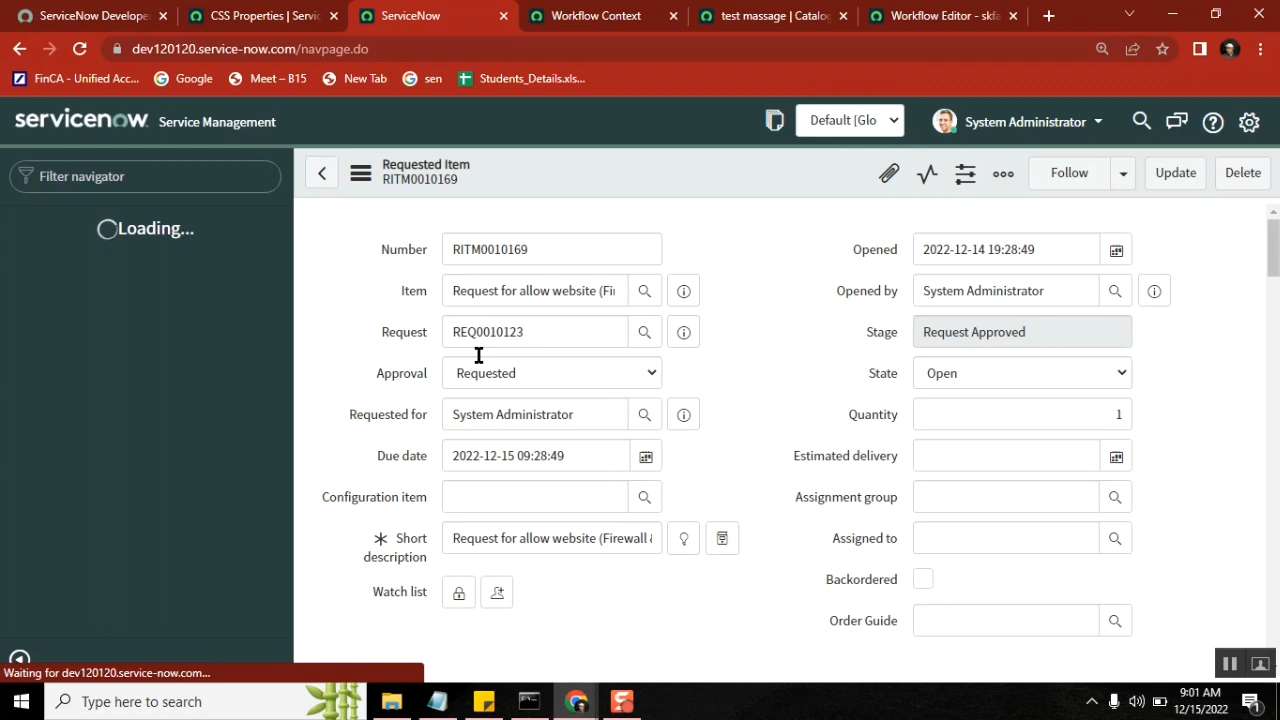 ServiceNow Develope
CSS Properties | Servic
ServiceNow
Workflow Context
test massage | Catalo
Workflow Editor - skf
dev120120.service-now.com/navpage.do
FinCA - Unified Acc...
Google
Meet – B15
New Tab
sen
Students_Details.xls...
servicenow. Service Management
Default [Glo
System Administrator
Filter navigator
Loading...
Requested Item
RITM0010169
Follow
Update
Delete
Number RITM0010169
Opened 2022-12-14 19:28:49
Item Request for allow website (Fi
Opened by System Administrator
Request REQ0010123
Stage Request Approved
Approval Requested
State Open
Requested for System Administrator
Quantity 1
Due date 2022-12-15 09:28:49
Estimated delivery
Configuration item
Assignment group
Short
description
Request for allow website (Firewall &
Assigned to
Watch list
Backordered
Order Guide
Waiting for dev120120.service-now.com...
Type here to search
9:01 AM
12/15/2022
1